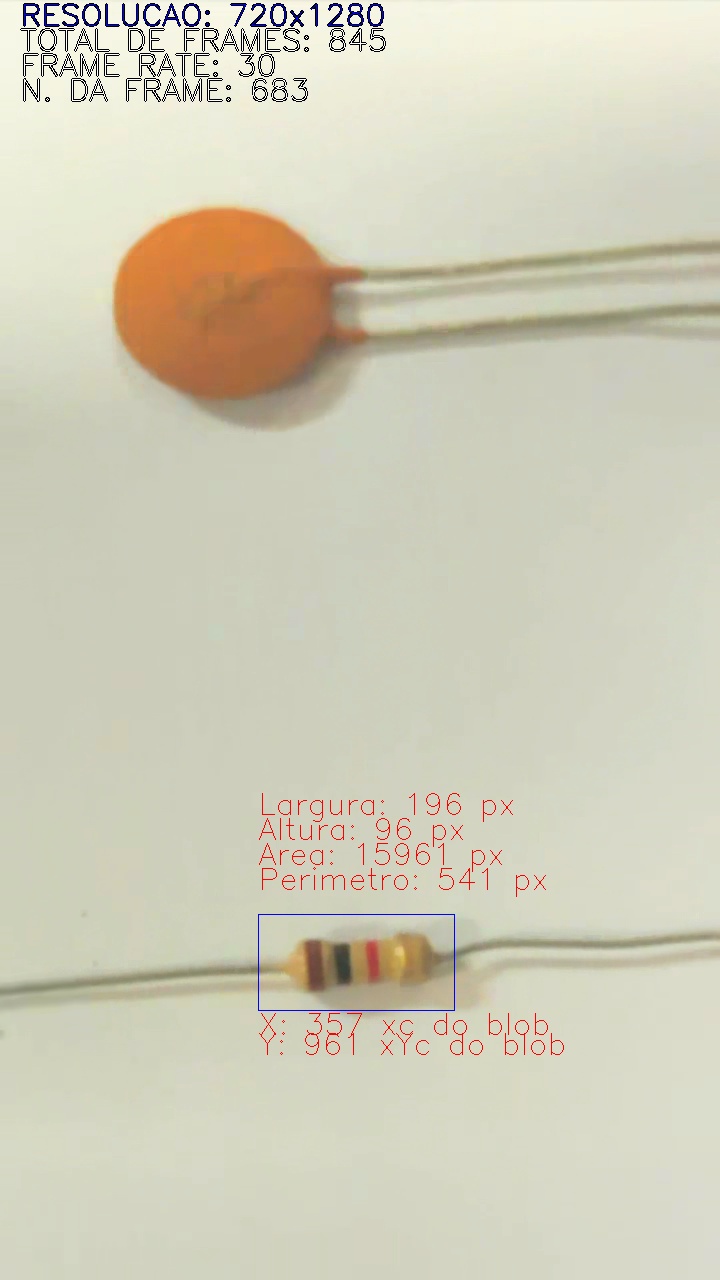 RESOLUCAO: 720x1280
TOTAL DE FRAMES: 845
FRAME RATE: 30
N. DA FRAME: 683
Largura: 196 px
Altura: 96 px
Area: 15961 px
Perimetro: 541 px
X: 357 xc do blob
Y: 961 xYc do blob